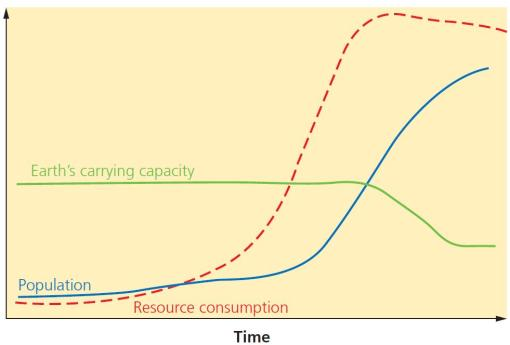 Earth's carrying capacity
Population
Resource consumption
Time